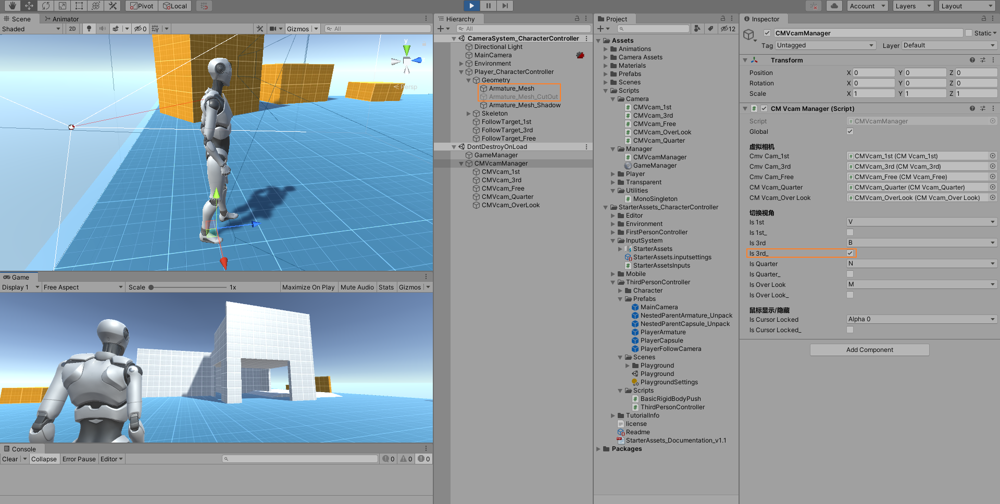 Pivot
Local
Account
Layers
Layout
Scene
Animator
Shaded
2D
0
Gizmos
All
y
Persp
Game
Display 1
Free Aspect
Scale
1x
Maximize On Play
Mute Audio
Stats
Gizmos
Console
Clear
Collapse
Error Pause
Editor
0
0
0
Hierarchy
All
CameraSystem_CharacterController
Directional Light
MainCamera
Environment
Player_CharacterController
Geometry
Armature_Mesh
Armature_Mesh_CutOut
Armature_Mesh_Shadow
Skeleton
FollowTarget_1st
FollowTarget_3rd
FollowTarget_Free
DontDestroyOnLoad
GameManager
CMVcamManager
CMVcam_1st
CMVcam_3rd
CMVcam_Free
CMVcam_Quarter
CMVcam_OverLook
Project
12
Assets
Animations
Camera Assets
Materials
Prefabs
Scenes
Scripts
Camera
CMVcam_1st
CMVcam_3rd
CMVcam_Free
CMVcam_OverLook
CMVcam_Quarter
Manager
CMVcamManager
GameManager
Player
Transparent
Utilities
MonoSingleton
StarterAssets_CharacterController
Editor
Environment
FirstPersonController
InputSystem
StarterAssets
StarterAssets.inputsettings
StarterAssetsInputs
Mobile
ThirdPersonController
Character
Prefabs
MainCamera
NestedParentArmature_Unpack
NestedParentCapsule_Unpack
PlayerArmature
PlayerCapsule
PlayerFollowCamera
Scenes
Playground
Playground
PlaygroundSettings
Scripts
BasicRigidBodyPush
ThirdPersonController
TutorialInfo
license
Readme
StarterAssets_Documentation_v1.1
Packages
Inspector
CMVcamManager
Static
Tag Untagged
Layer Default
Transform
Position X 0 Y 0 Z 0
Rotation X 0 Y 0 Z 0
Scale X 1 Y 1 Z 1
CM Vcam Manager (Script)
Script CMVcamManager
Global
虚拟相机
Cmv Cam_1st CMVcam_1st (CM Vcam_1st)
Cmv Cam_3rd CMVcam_3rd (CM Vcam_3rd)
Cmv Cam_Free CMVcam_Free (CM Vcam_Free)
CM Vcam_Quarter CMVcam_Quarter (CM Vcam_Quarter)
CM Vcam_Over Look CMVcam_OverLook (CM Vcam_Over Look)
切换视角
Is 1st V
Is 1st_
Is 3rd B
Is 3rd_
Is Quarter N
Is Quarter_
Is Over Look M
Is Over Look_
鼠标显示/隐藏
Is Cursor Locked Alpha 0
Is Cursor Locked_
Add Component